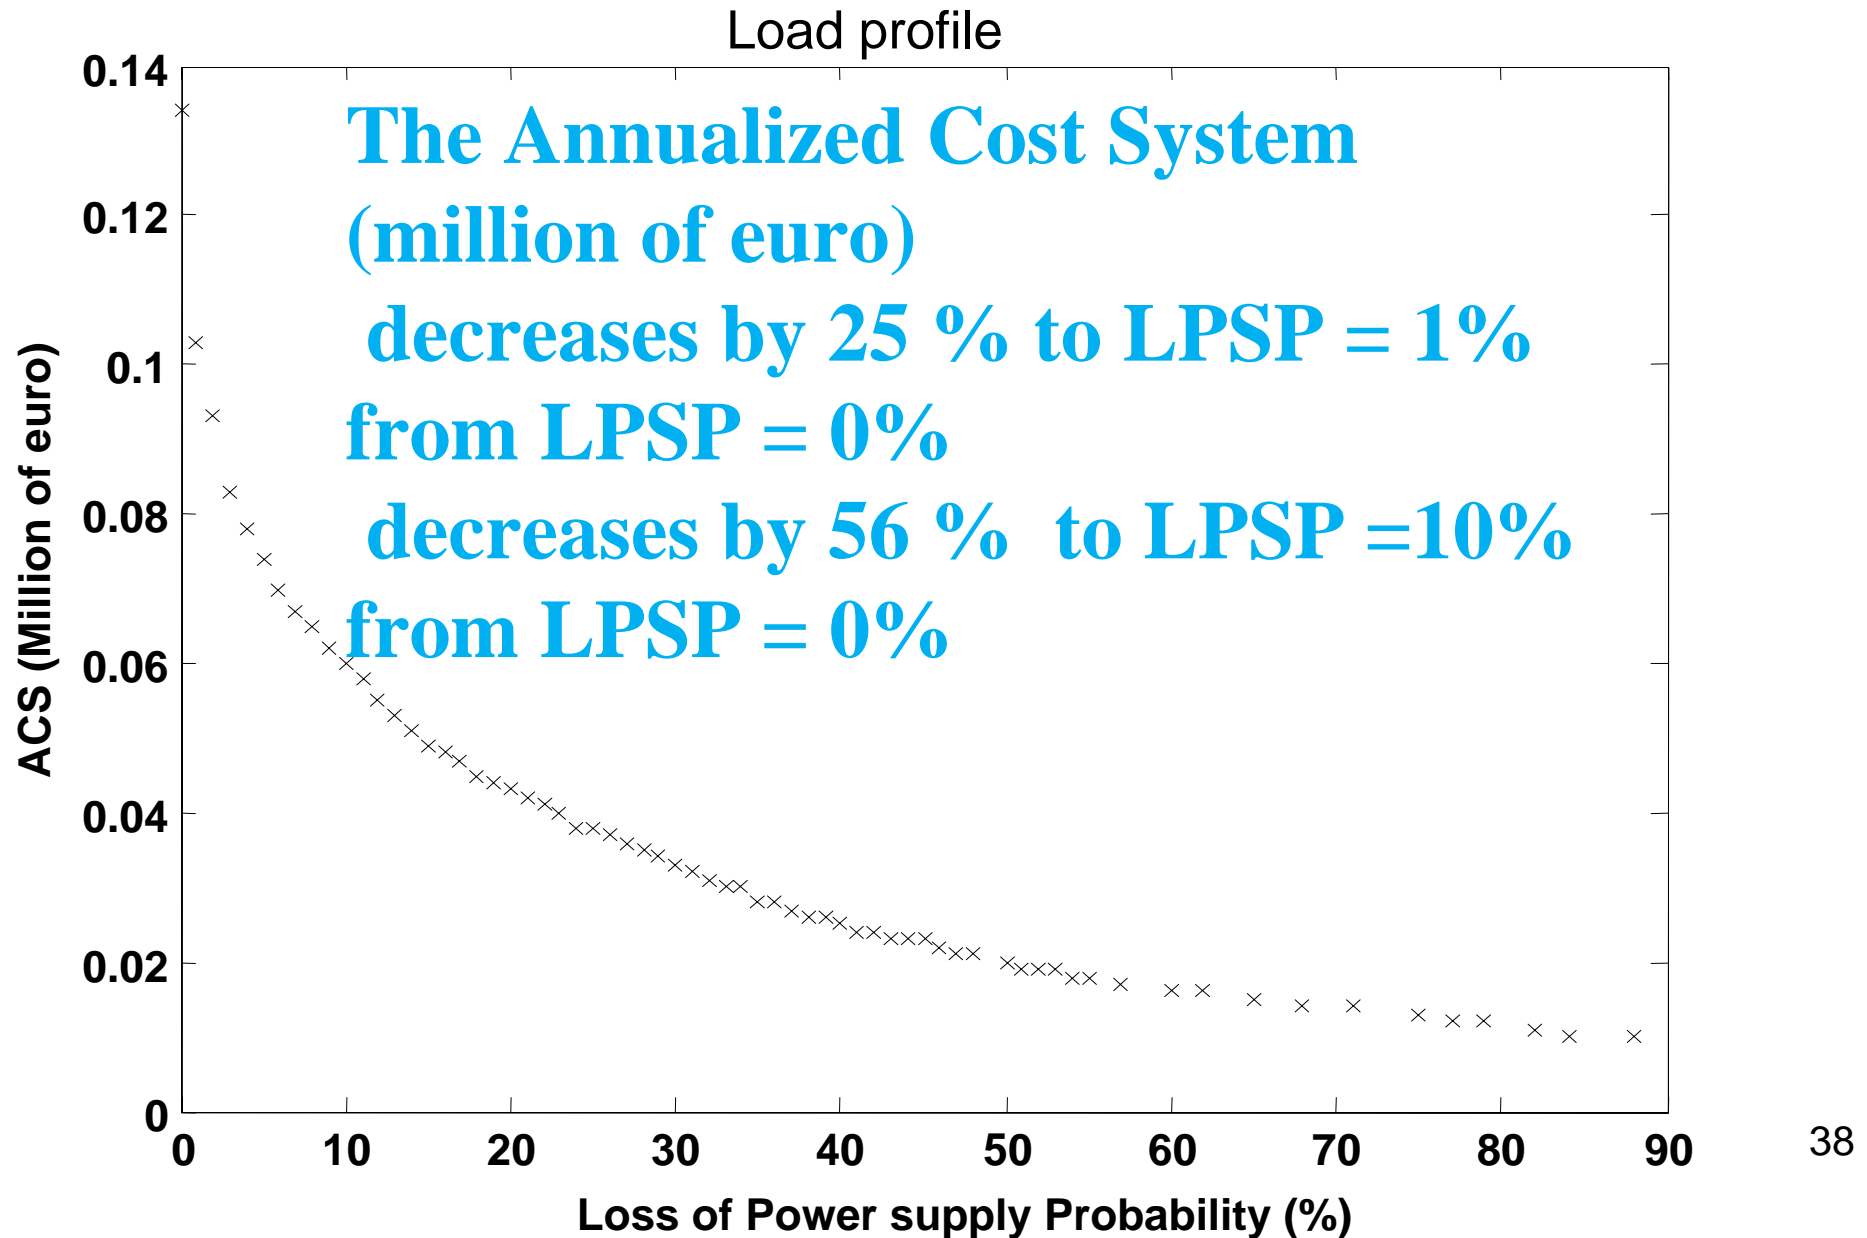 Load profile
0.14
0.12
0.1
0.08
0.06
0.04
0.02
0
ACS (Million of euro)
The Annualized Cost System
(million of euro)
decreases by 25 % to LPSP = 1%
from LPSP = 0%
decreases by 56 % to LPSP =10%
from LPSP = 0%
0 10 20 30 40 50 60 70 80 90
Loss of Power supply Probability (%)
38